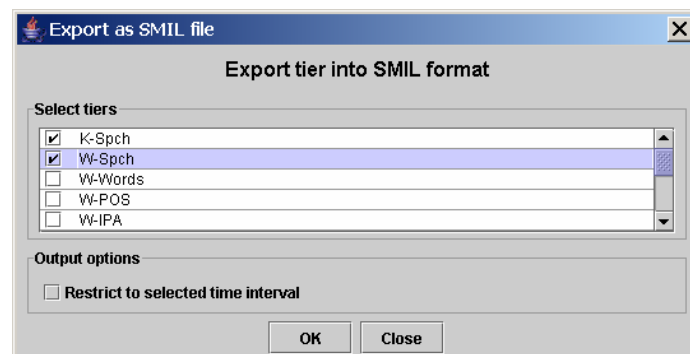 Export as SMIL file
Export tier into SMIL format
Select tiers
K-Spch
W-Spch
W-Words
W-POS
W-IPA
Output options
Restrict to selected time interval
OK Close